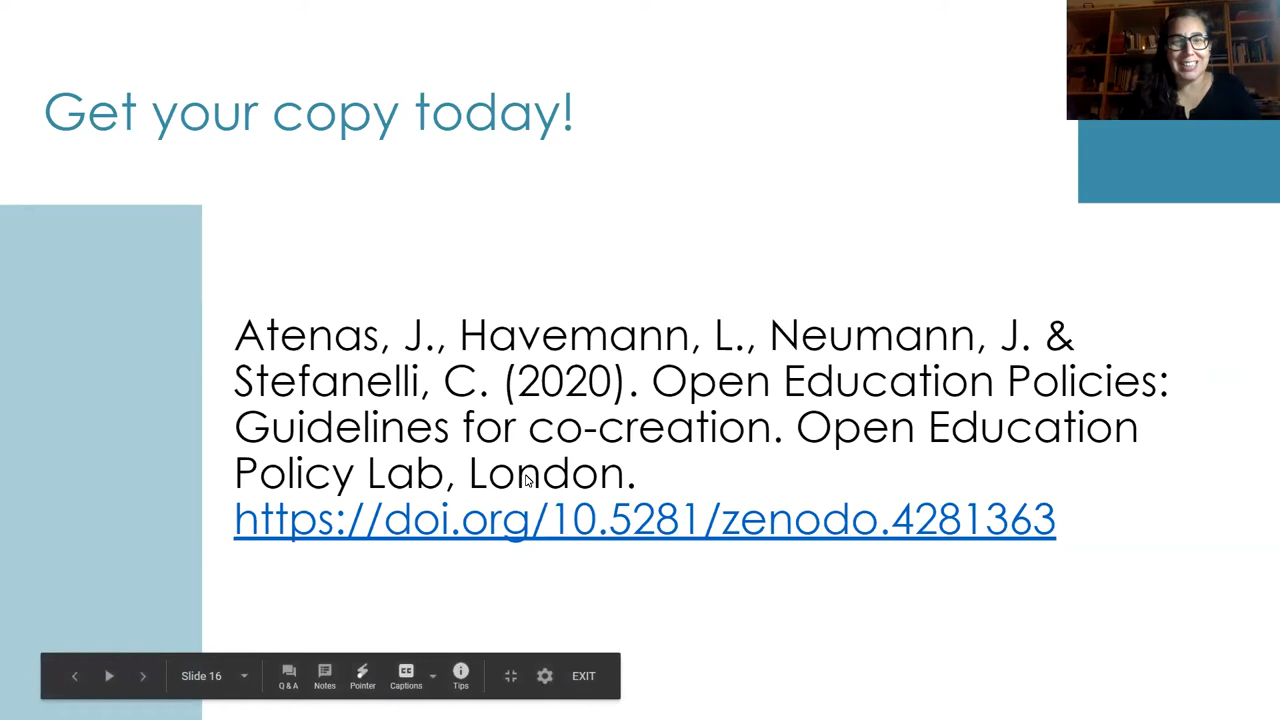 Get your copy today!
Atenas, J., Havemann, L., Neumann, J. &
Stefanelli, C. (2020). Open Education Policies:
Guidelines for co-creation. Open Education
Policy Lab, London.
https://doi.org/10.5281/zenodo.4281363
Slide 16
Q & A
Notes
Pointer
CC
Captions
Tips
EXIT